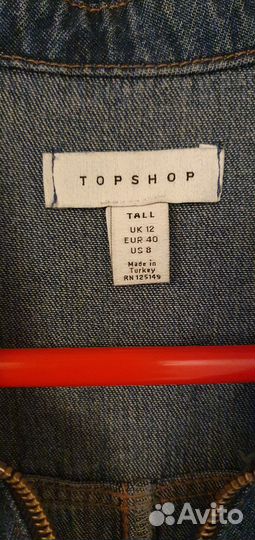 TOPSHOP
TALL
UK 12
EUR 40
US 8
Made in
Turkey
RN 125149
Avito